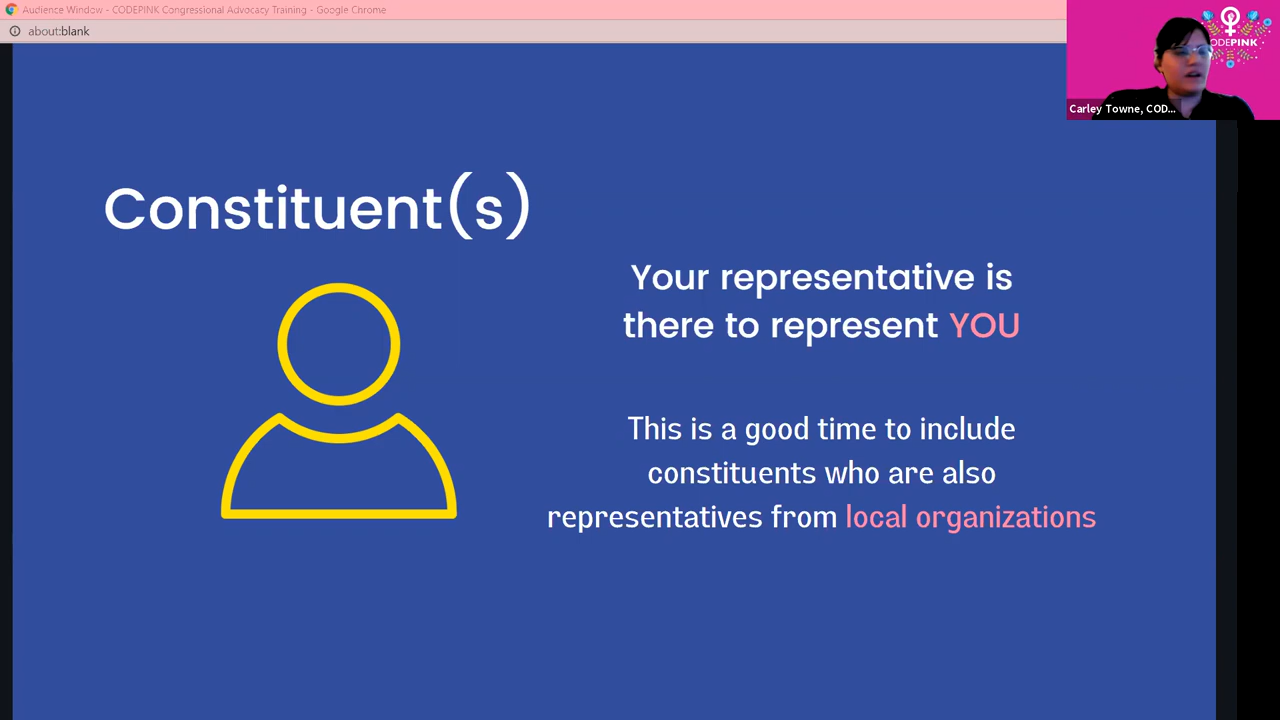 Audience Window - CODEPINK Congressional Advocacy Training - Google Chrome
about:blank
ODEPINK
Carley Towne, COD...
Constituent(s)
Your representative is
there to represent YOU
This is a good time to include
constituents who are also
representatives from local organizations